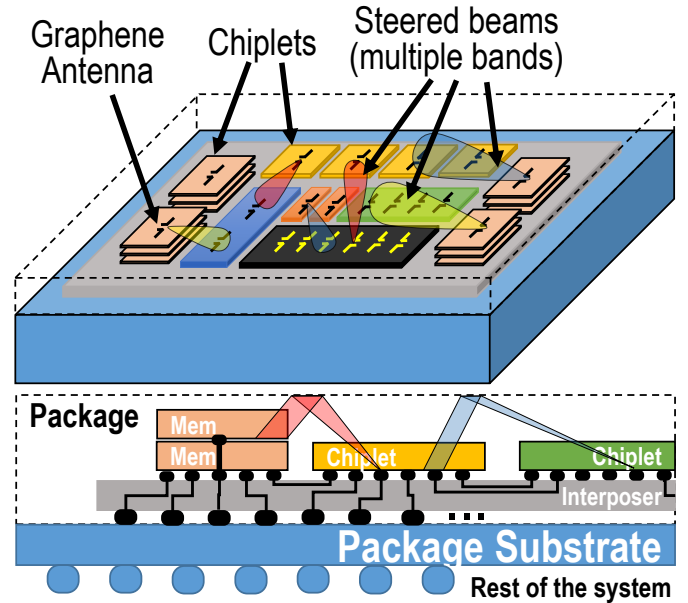 Graphene
Antenna
Chiplets
Steered beams
(multiple bands)
Package
Mem
Mem
Chiplet
Chiplet
Interposer
...
Package Substrate
Rest of the system